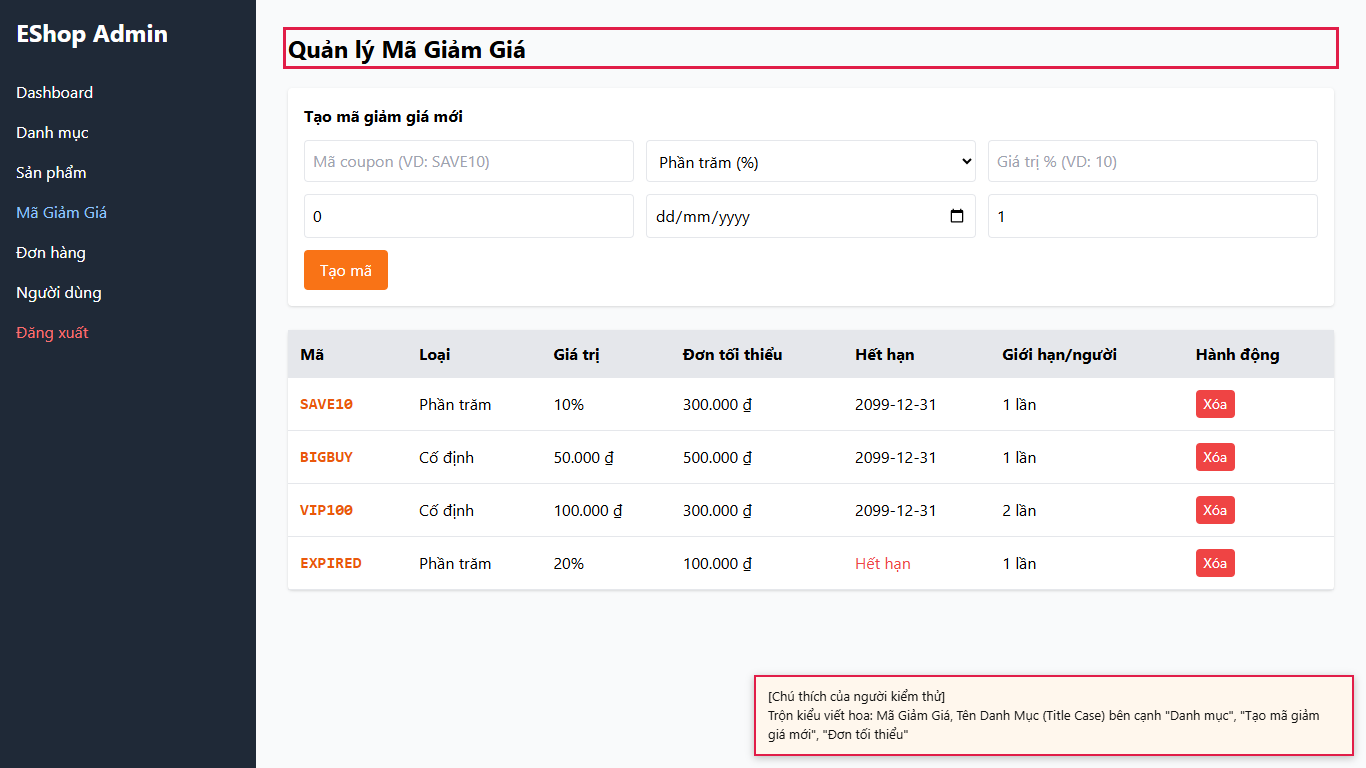 EShop Admin
Dashboard
Danh mục
Sản phẩm
Mã Giảm Giá
Đơn hàng
Người dùng
Đăng xuất
Quản lý Mã Giảm Giá
Tạo mã giảm giá mới
Mã coupon (VD: SAVE10) Phần trăm (%) Giá trị % (VD: 10)
0 dd/mm/yyyy 1
Tạo mã
Mã Loại Giá trị Đơn tối thiểu Hết hạn Giới hạn/người Hành động
SAVE10 Phần trăm 10% 300.000 ₫ 2099-12-31 1 lần Xóa
BIGBUY Cố định 50.000 ₫ 500.000 ₫ 2099-12-31 1 lần Xóa
VIP100 Cố định 100.000 ₫ 300.000 ₫ 2099-12-31 2 lần Xóa
EXPIRED Phần trăm 20% 100.000 ₫ Hết hạn 1 lần Xóa
[Chú thích của người kiểm thử]
Trộn kiểu viết hoa: Mã Giảm Giá, Tên Danh Mục (Title Case) bên cạnh "Danh mục", "Tạo mã giảm
giá mới", "Đơn tối thiểu"